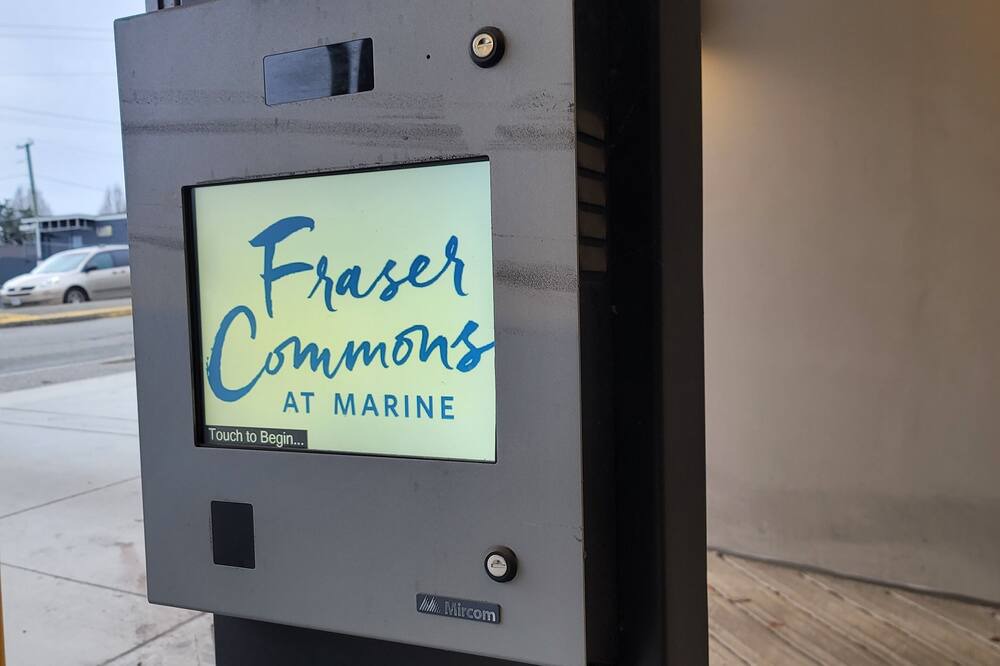 Fraser
Commons
AT MARINE
Touch to Begin...
Mircom